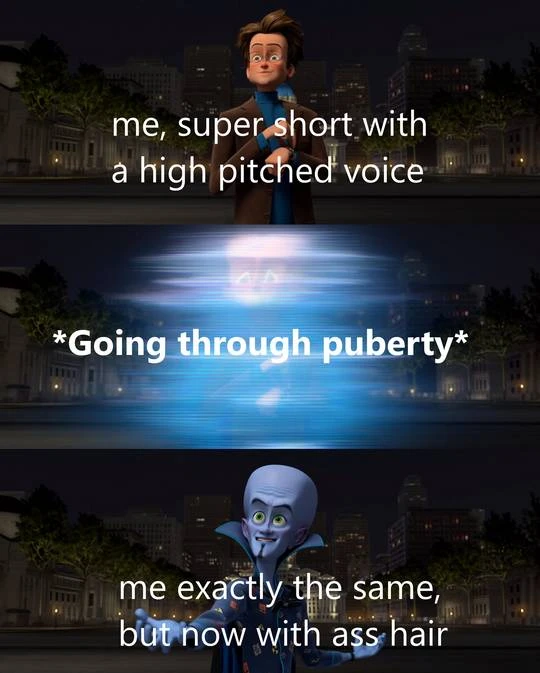 me, super short with
a high pitched voice
*Going through puberty*
me exactly the same,
but now with ass hair